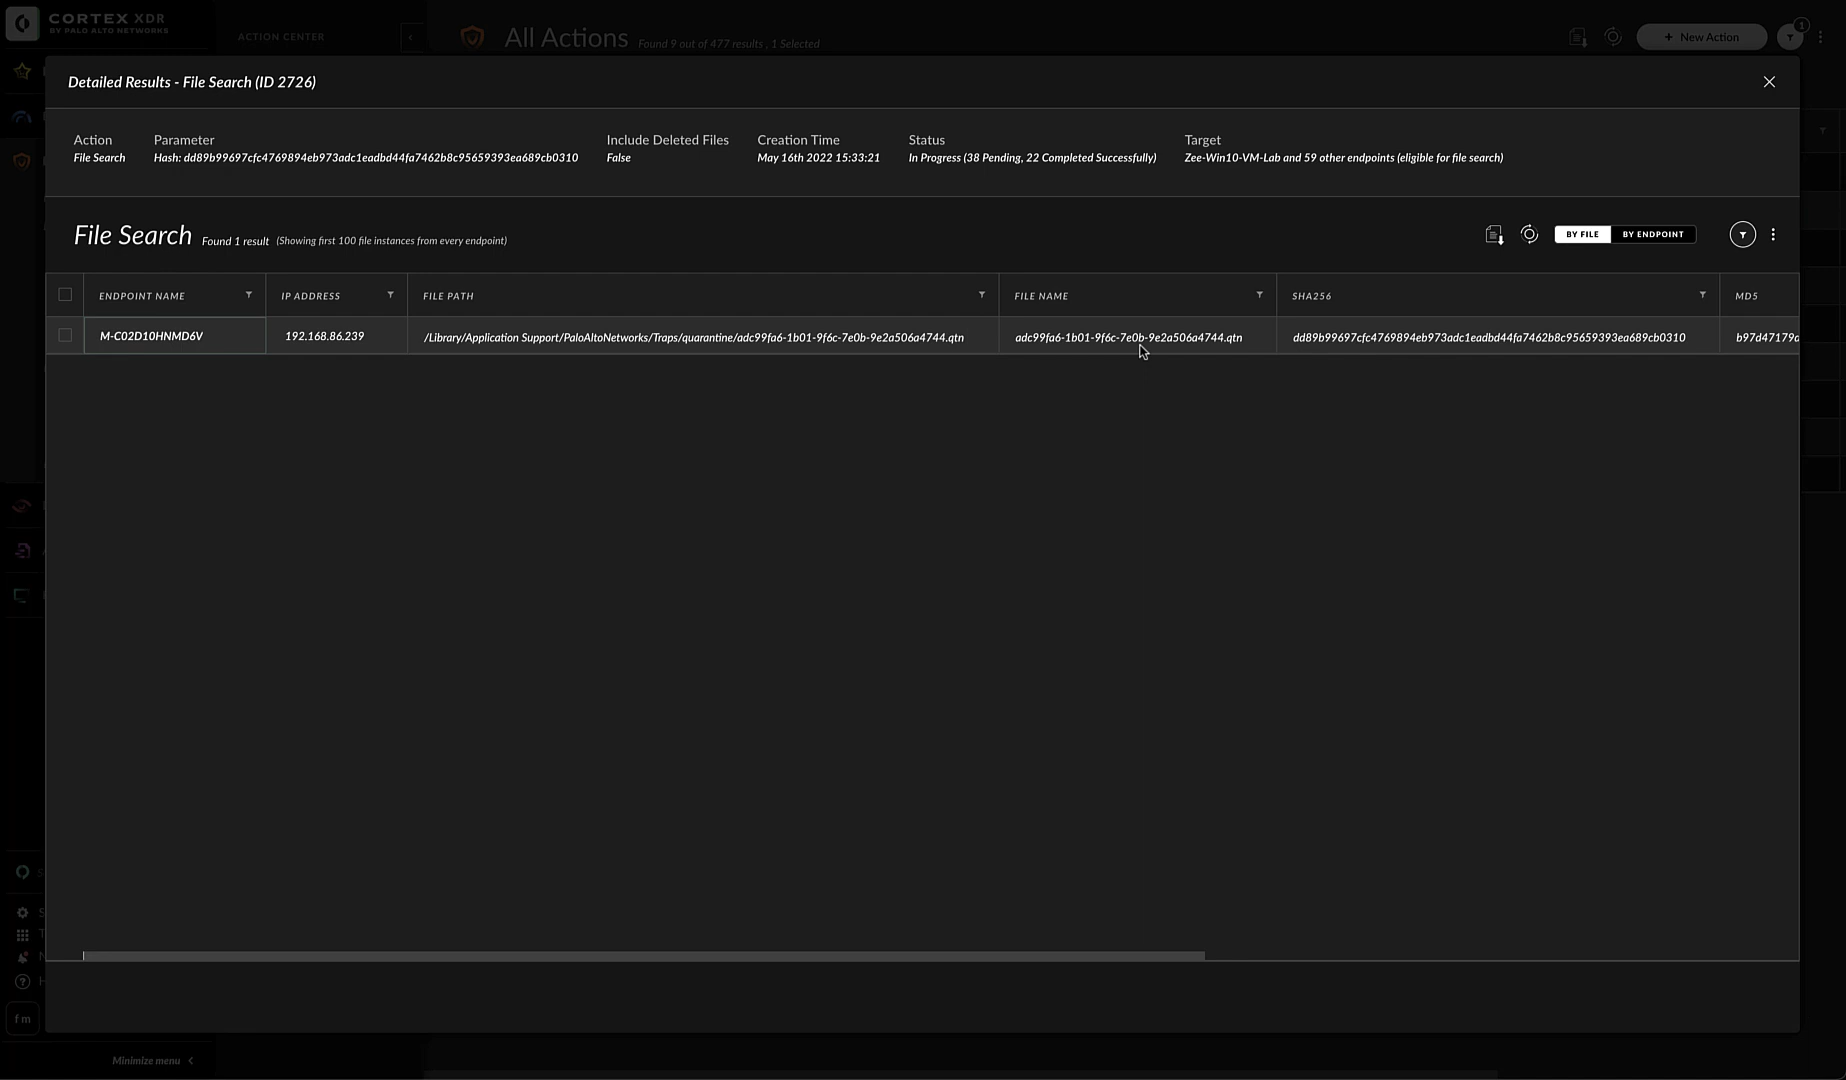 CORTEX XDR
BY PALO ALTO NETWORKS
ACTION CENTER
All Actions Found 9 out of 477 results , 1 Selected
+ New Action
1
Detailed Results - File Search (ID 2726)
Action Parameter Include Deleted Files Creation Time Status Target
File Search Hash: dd89b99697cfc4769894eb973adc1eadbd44fa7462b8c95659393ea689cb0310 False May 16th 2022 15:33:21 In Progress (38 Pending, 22 Completed Successfully) Zee-Win10-VM-Lab and 59 other endpoints (eligible for file search)
File Search Found 1 result (Showing first 100 file instances from every endpoint)
BY FILE BY ENDPOINT
ENDPOINT NAME IP ADDRESS FILE PATH FILE NAME SHA256 MD5
M-C02D10HNMD6V 192.168.86.239 /Library/Application Support/PaloAltoNetworks/Traps/quarantine/adc99fa6-1b01-9f6c-7e0b-9e2a506a4744.qtn adc99fa6-1b01-9f6c-7e0b-9e2a506a4744.qtn dd89b99697cfc4769894eb973adc1eadbd44fa7462b8c95659393ea689cb0310 b97d47179
f m
Minimize menu